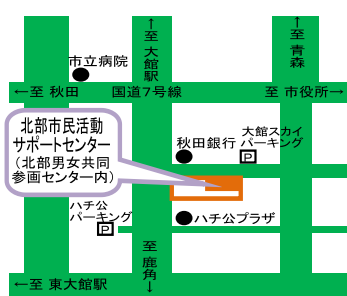 ↑至大館駅
↑至青森
市立病院
←至 秋田
国道7号線
至 市役所→
北部市民活動
サポートセンター
(北部男女共同
参画センター内)
秋田銀行
大館スカイ
パーキング
P
ハチ公
パーキング
P
ハチ公プラザ
至鹿角↓
←至 東大館駅